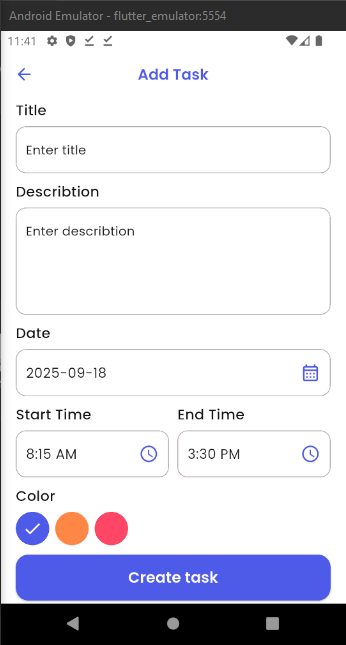 Android Emulator - flutter_emulator:5554
11:41
Add Task
Title
Enter title
Describtion
Enter describtion
Date
2025-09-18
Start Time End Time
8:15 AM 3:30 PM
Color
Create task